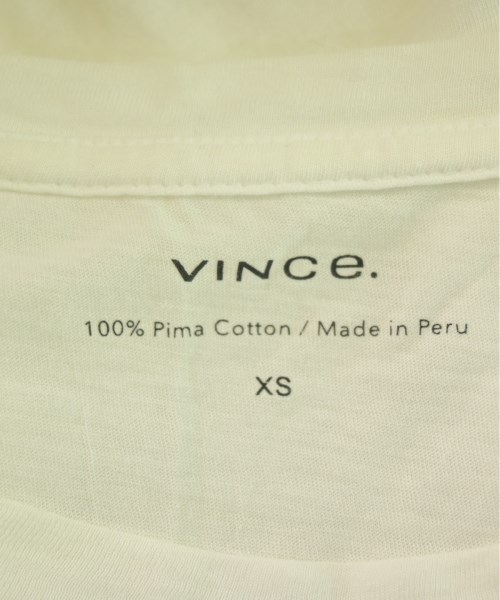 VINCe.
100% Pima Cotton / Made in Peru
XS